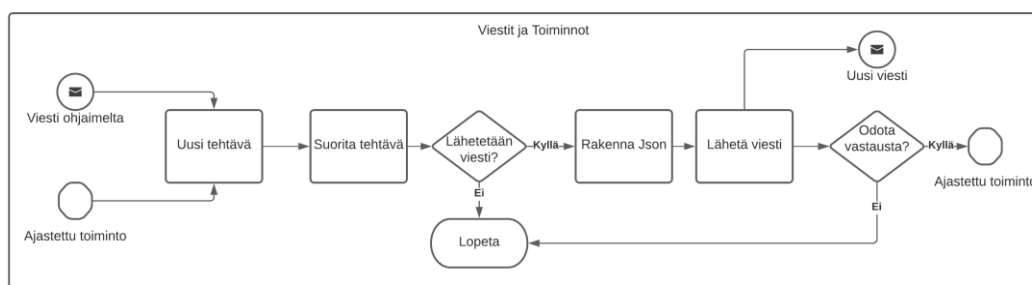 Viestit ja Toiminnot
Uusi viesti
Viesti ohjaimelta
Uusi tehtävä
Suorita tehtävä
Lähetetään
viesti?
Kyllä
Rakenna Json
Lähetä viesti
Odota
vastausta?
Kyllä
Ajastettu toiminto
Ei
Ei
Ajastettu toiminto
Lopeta